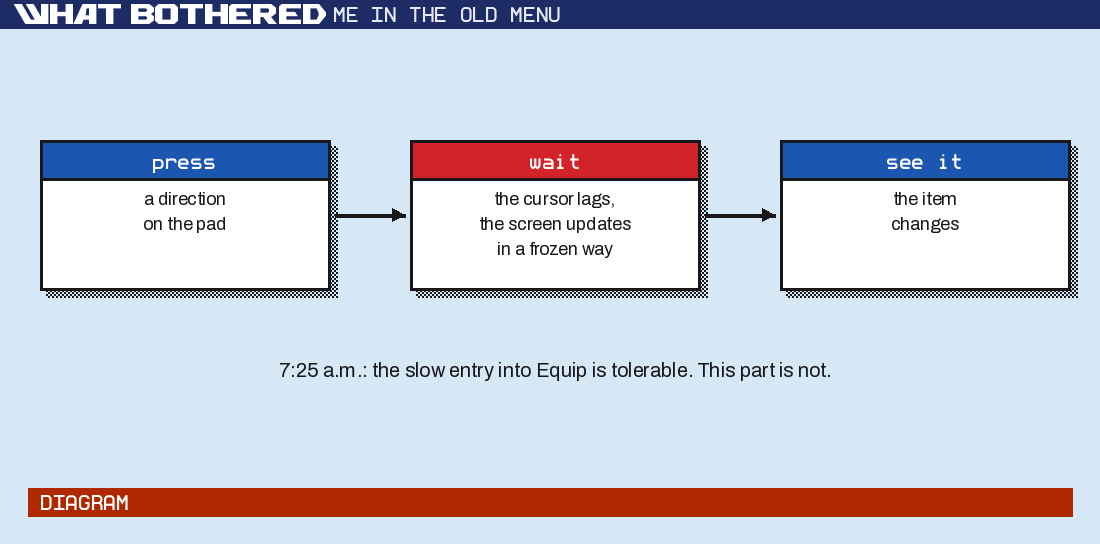 WHAT BOTHERED ME IN THE OLD MENU
press
a direction
on the pad
wait
the cursor lags,
the screen updates
in a frozen way
see it
the item
changes
7:25 a.m.: the slow entry into Equip is tolerable. This part is not.
DIAGRAM